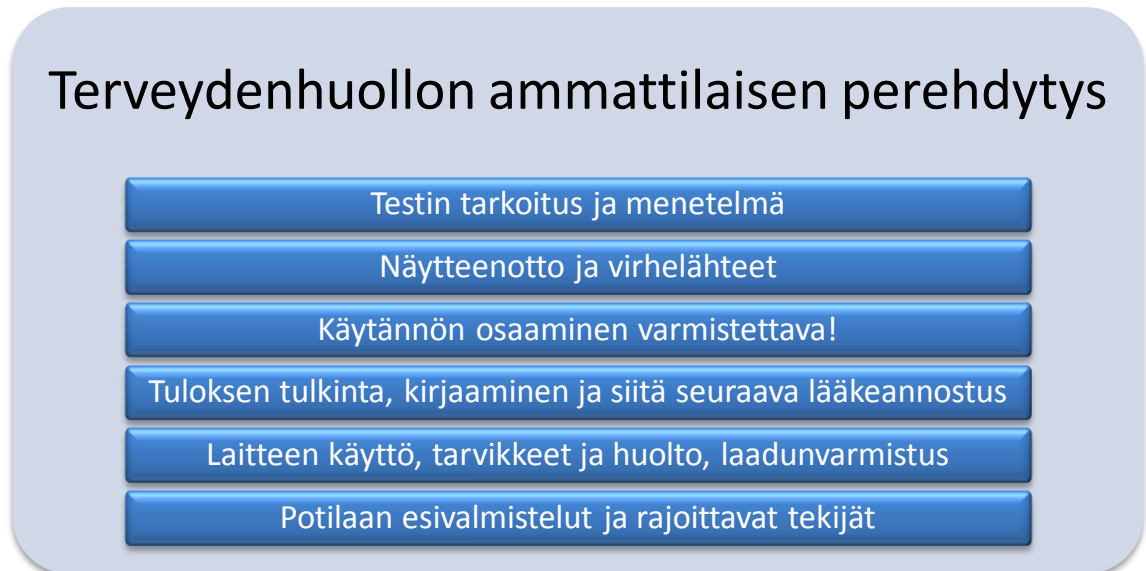 Terveydenhuollon ammattilaisen perehdytys
Testin tarkoitus ja menetelmä
Näytteenotto ja virhelähteet
Käytännön osaaminen varmistettava!
Tuloksen tulkinta, kirjaaminen ja siitä seuraava lääkeannostus
Laitteen käyttö, tarvikkeet ja huolto, laadunvarmistus
Potilaan esivalmistelut ja rajoittavat tekijät